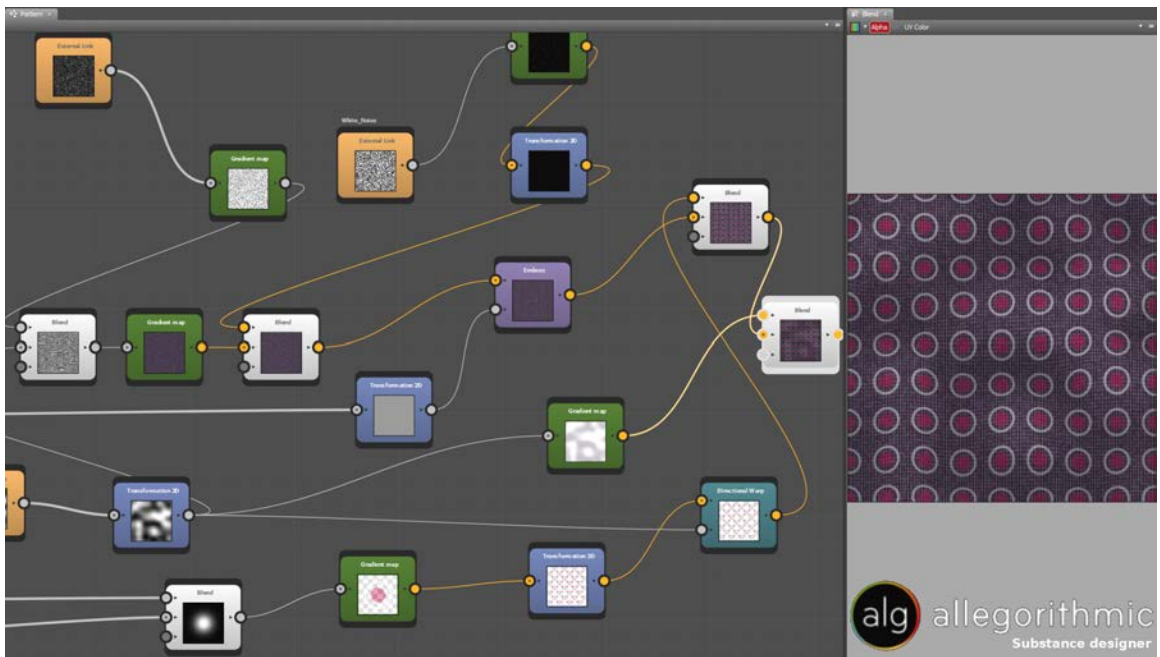 Pattern
Blend
Alpha
UV Color
External Link
White_Noise
External Link
Gradient map
Transformation 2D
Blend
Emboss
Blend
Blend
Gradient map
Blend
Transformation 2D
Gradient map
Transformation 2D
Directional Warp
Gradient map
Transformation 2D
Blend
alg allegorithmic
Substance designer